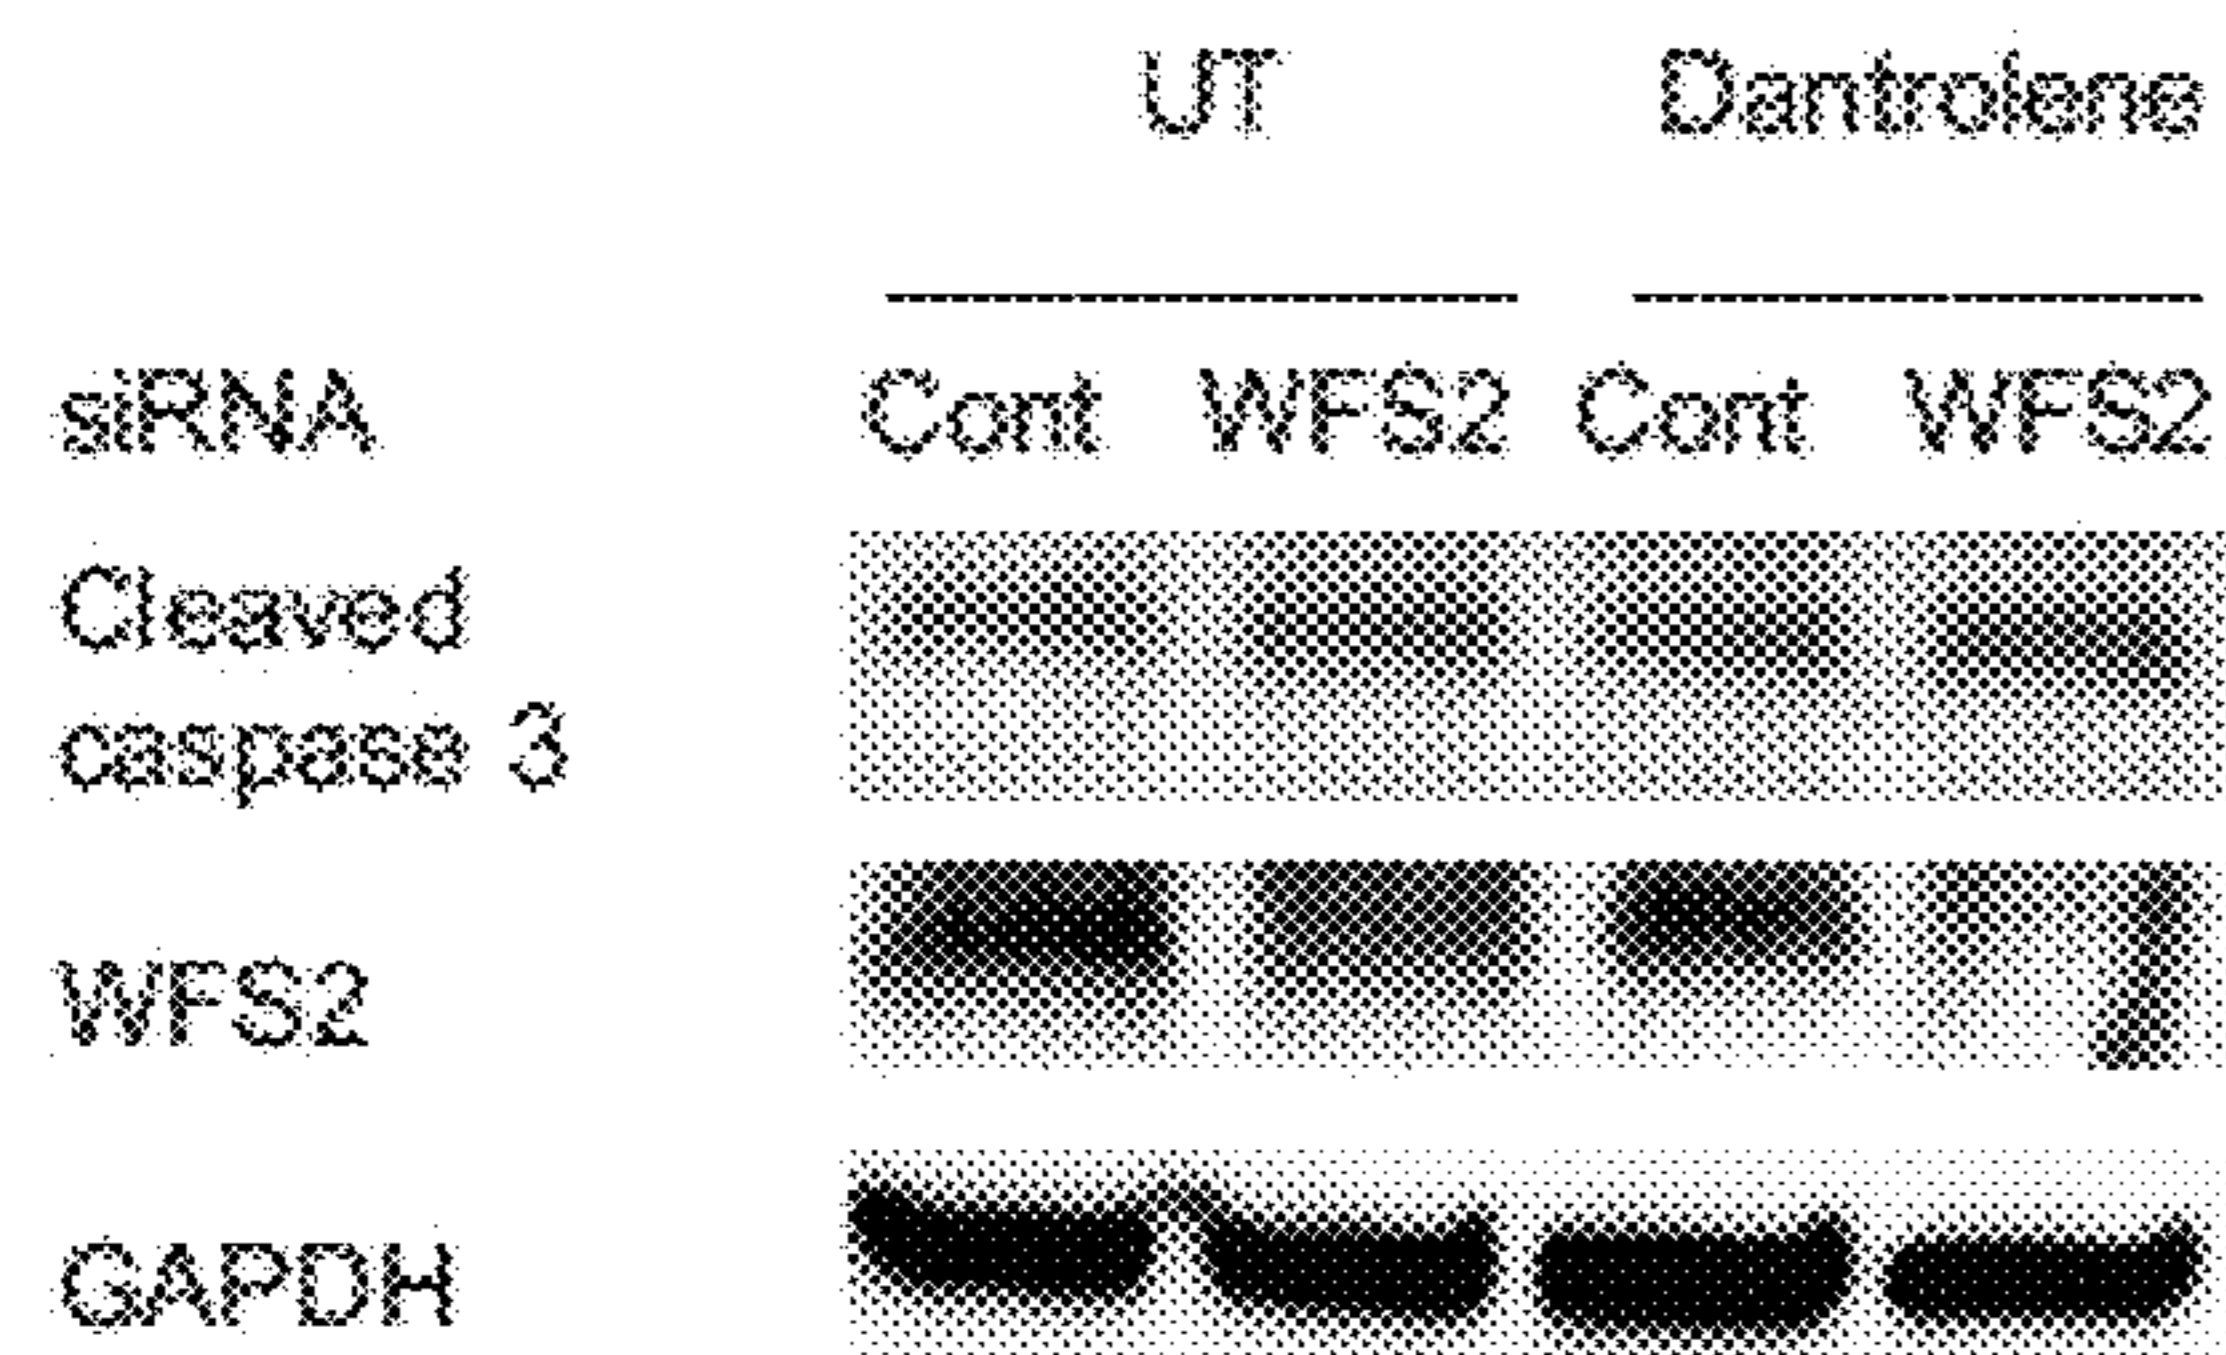 UT Dantrolene
siRNA Cont WFS2 Cont WFS2
Cleaved
caspase 3
WFS2
GAPDH